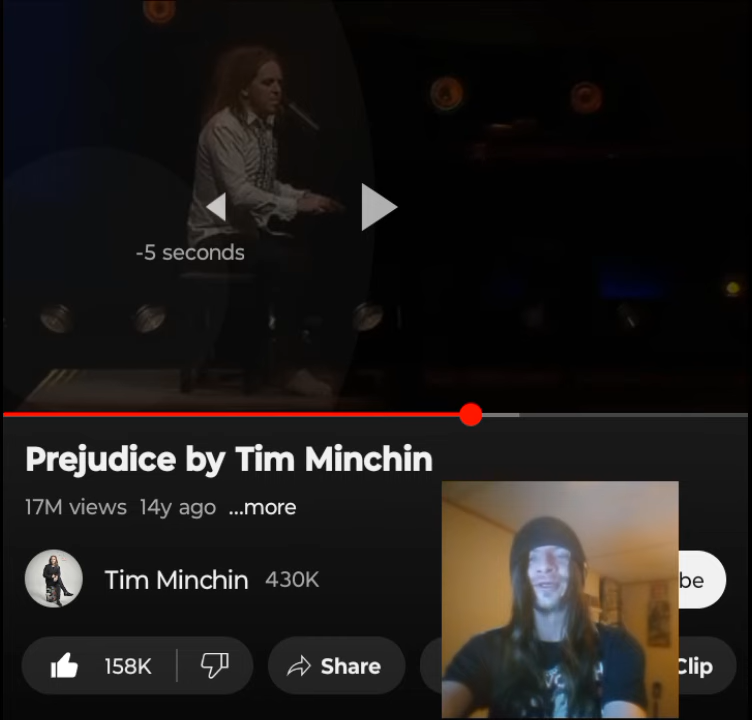 -5 seconds
Prejudice by Tim Minchin
17M views 14y ago ...more
Tim Minchin 430K
be
158K Share Clip